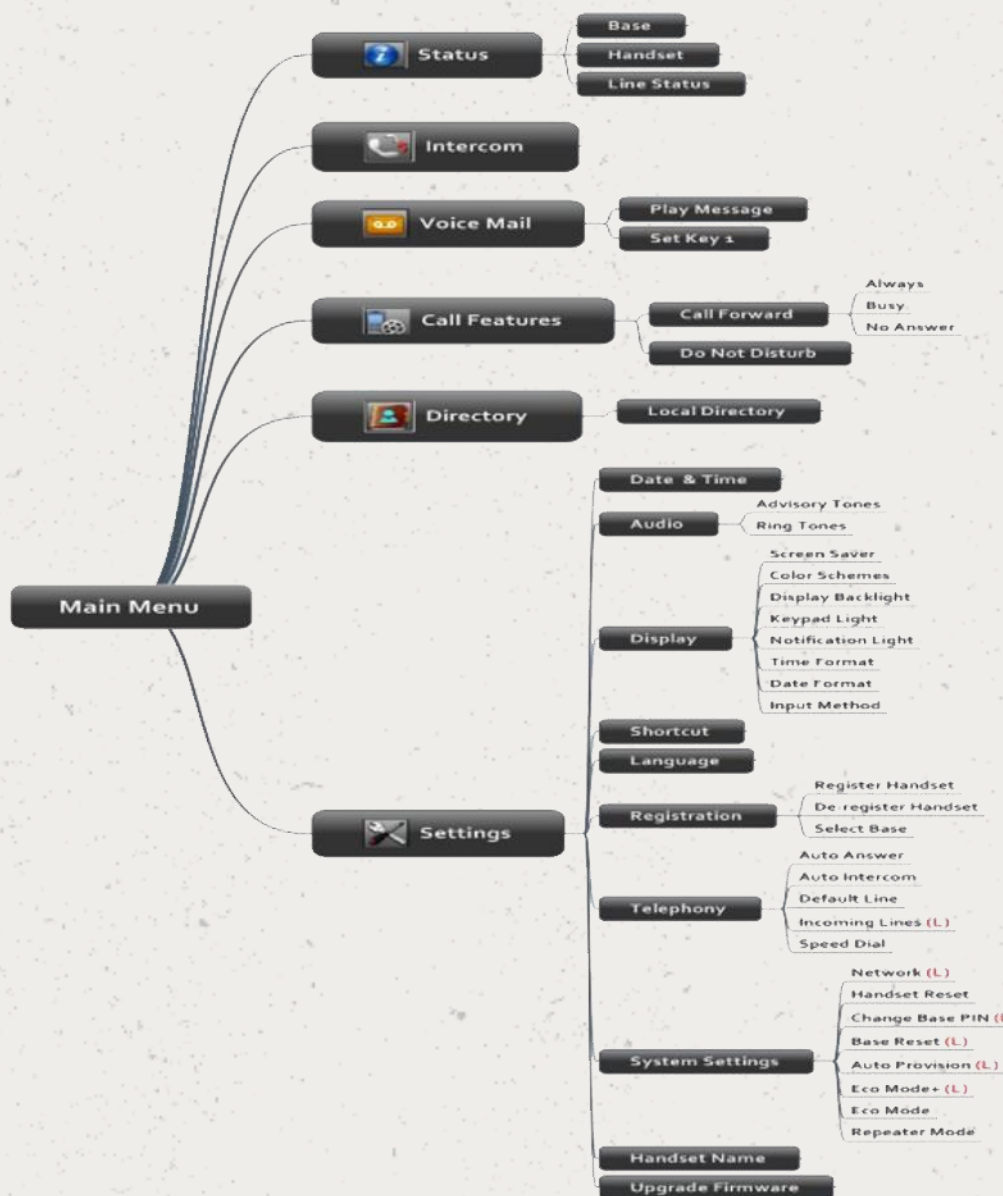 Main Menu
Status
Base
Handset
Line Status
Intercom
Voice Mail
Play Message
Set Key 1
Call Features
Call Forward
Always
Busy
No Answer
Do Not Disturb
Directory
Local Directory
Settings
Date & Time
Audio
Advisory Tones
Ring Tones
Display
Screen Saver
Color Schemes
Display Backlight
Keypad Light
Notification Light
Time Format
Date Format
Input Method
Shortcut
Language
Registration
Register Handset
De-register Handset
Select Base
Telephony
Auto Answer
Auto Intercom
Default Line
Incoming Lines (L)
Speed Dial
System Settings
Network (L)
Handset Reset
Change Base PIN (
Base Reset (L)
Auto Provision (L)
Eco Mode+ (L)
Eco Mode
Repeater Mode
Handset Name
Upgrade Firmware